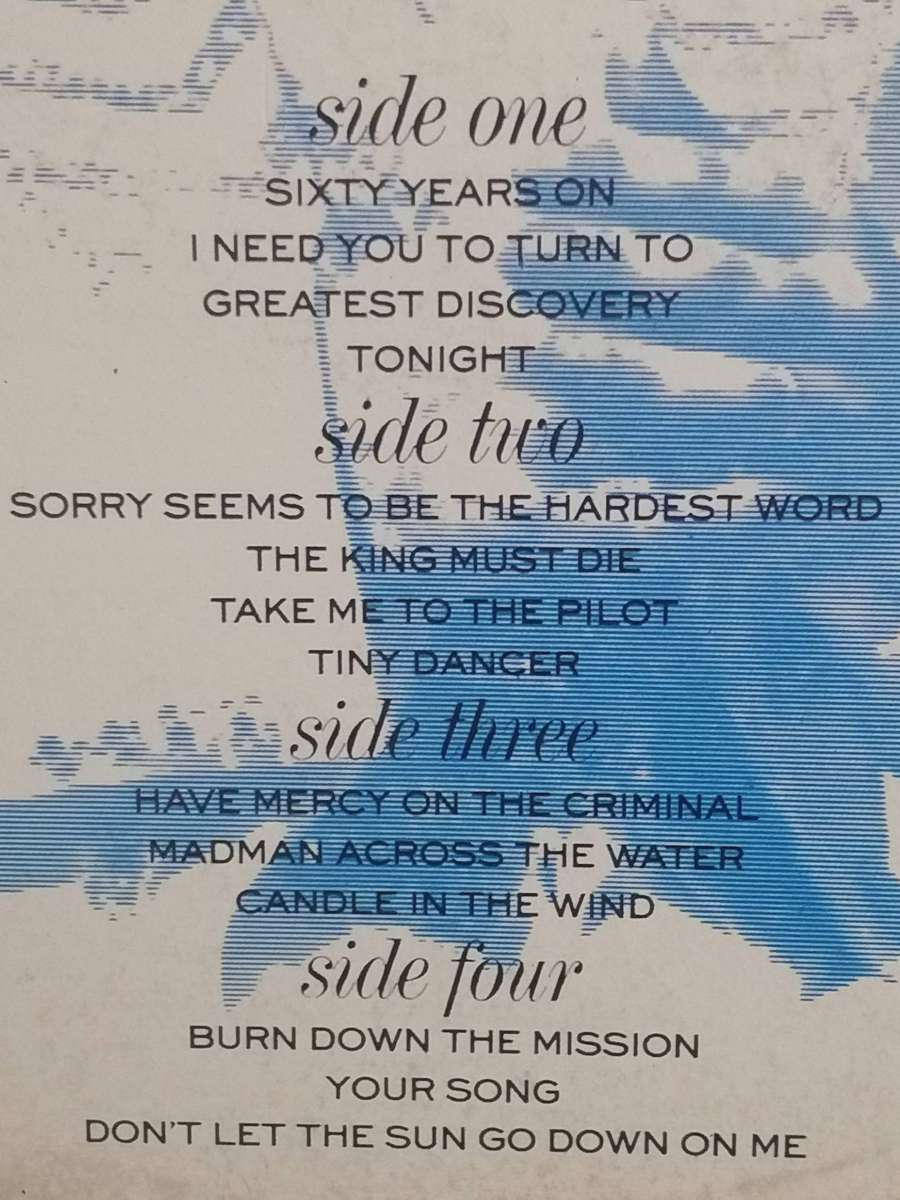 side one
SIXTY YEARS ON
I NEED YOU TO TURN TO
GREATEST DISCOVERY
TONIGHT
side two
SORRY SEEMS TO BE THE HARDEST WORD
THE KING MUST DIE
TAKE ME TO THE PILOT
TINY DANCER
side three
HAVE MERCY ON THE CRIMINAL
MADMAN ACROSS THE WATER
CANDLE IN THE WIND
side four
BURN DOWN THE MISSION
YOUR SONG
DON'T LET THE SUN GO DOWN ON ME